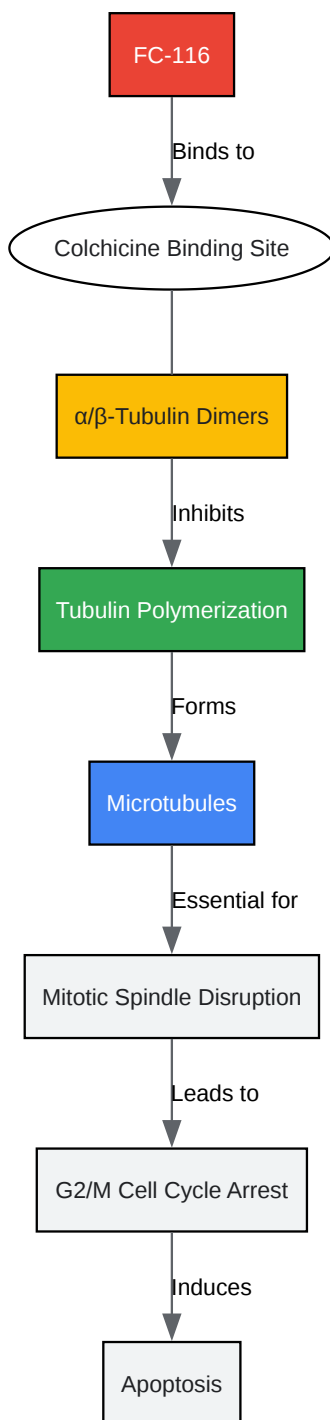 FC-116
Binds to
Colchicine Binding Site
α/β-Tubulin Dimers
Inhibits
Tubulin Polymerization
Forms
Microtubules
Essential for
Mitotic Spindle Disruption
Leads to
G2/M Cell Cycle Arrest
Induces
Apoptosis